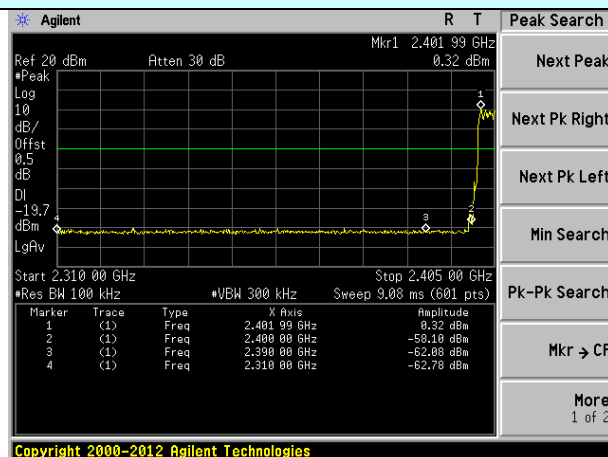 Agilent R T
Mkr1 2.401 99 GHz
Ref 20 dBm Atten 30 dB 0.32 dBm
#Peak
Log
10
dB/
Offst
0.5
dB
DI
-19.7
dBm
LgAv
1
2
3
4
Start 2.310 00 GHz Stop 2.405 00 GHz
#Res BW 100 kHz #VBW 300 kHz Sweep 9.08 ms (601 pts)
Marker Trace Type X Axis Amplitude
1 (1) Freq 2.401 99 GHz 0.32 dBm
2 (1) Freq 2.400 00 GHz -58.10 dBm
3 (1) Freq 2.390 00 GHz -62.08 dBm
4 (1) Freq 2.310 00 GHz -62.78 dBm
Copyright 2000-2012 Agilent Technologies
Peak Search
Next Peak
Next Pk Right
Next Pk Left
Min Search
Pk-Pk Search
Mkr → CF
More
1 of 2